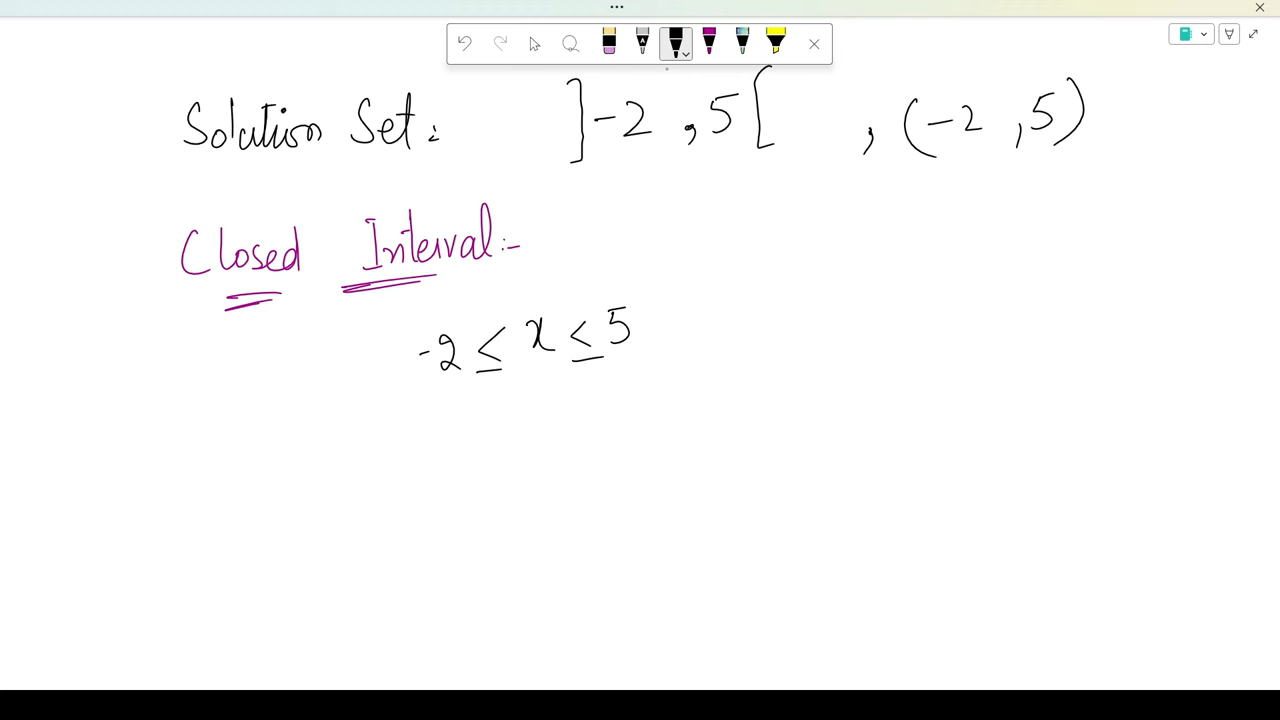 Solution Set: ]-2, 5[ , (-2, 5)
Closed Interval:-
-2 ≤ x ≤ 5